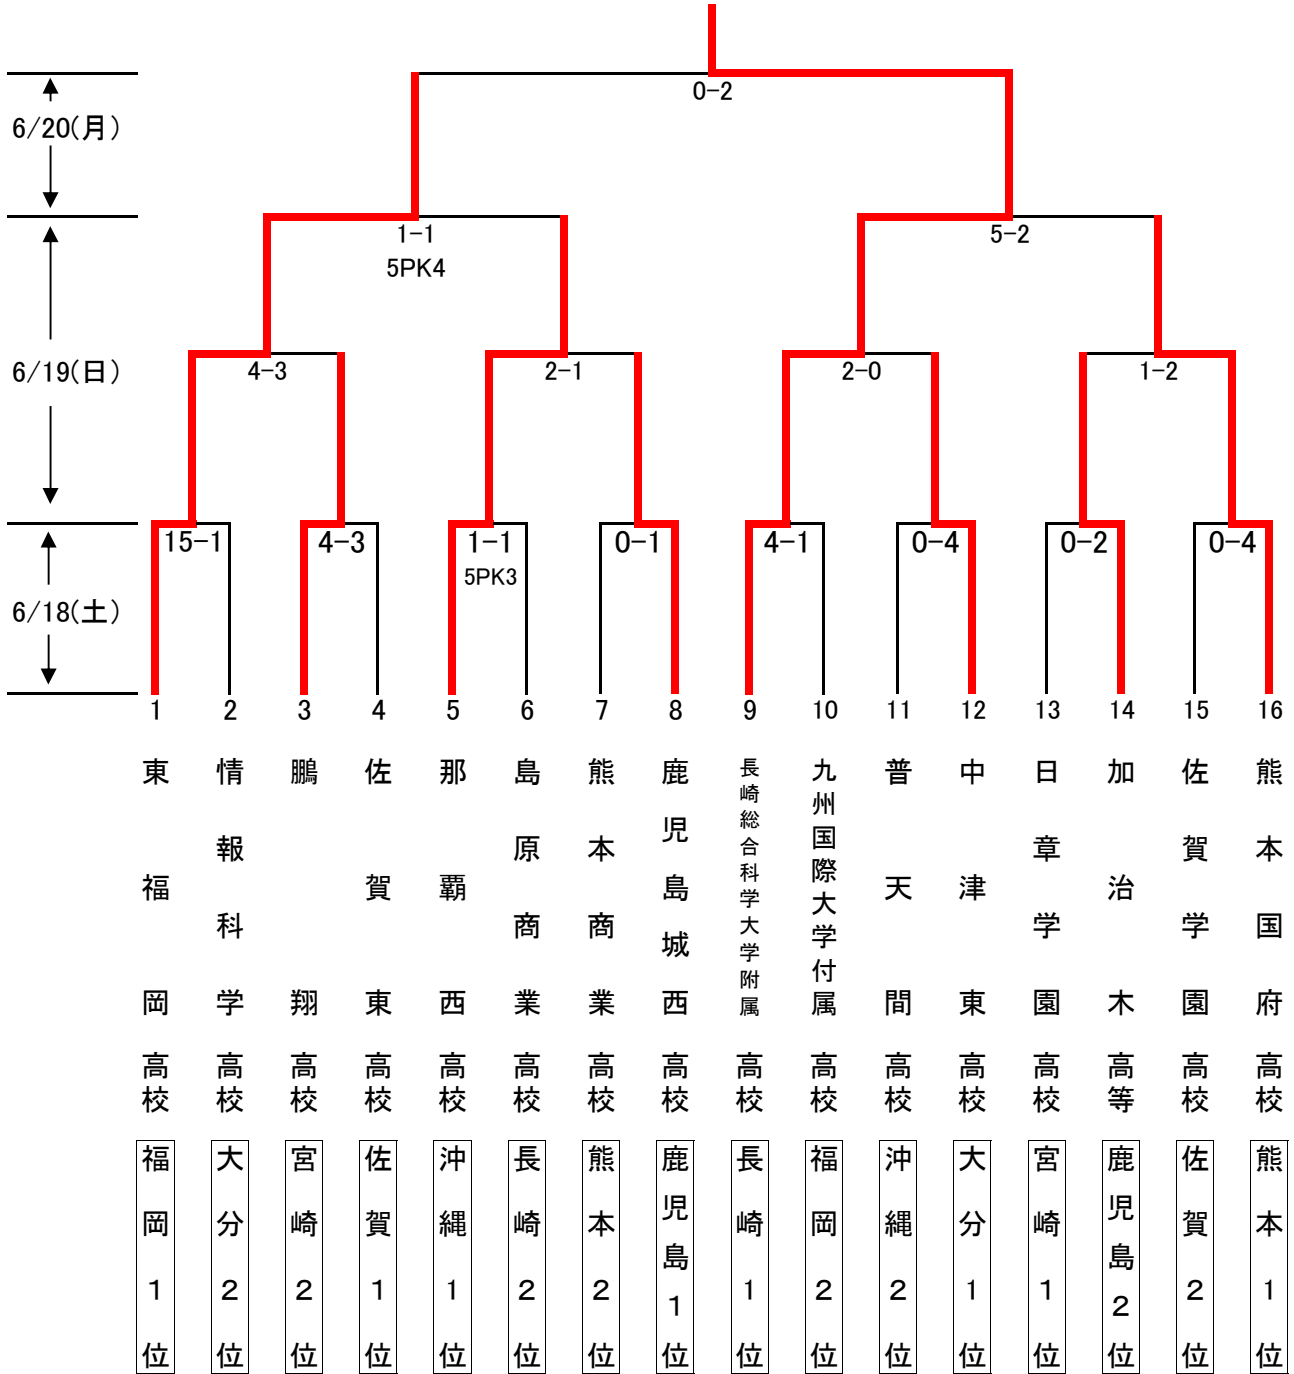 0-2
6/20(月)
1-1
5PK4
5-2
6/19(日)
4-3
2-1
2-0
1-2
15-1
4-3
1-1
5PK3
0-1
4-1
0-4
0-2
0-4
6/18(土)
1 2 3 4 5 6 7 8 9 10 11 12 13 14 15 16
東福岡高校
情報科学高校
鵬翔高校
佐賀東高校
那覇西高校
島原商業高校
熊本商業高校
鹿児島城西高校
長崎総合科学大学附属高校
九州国際大学付属高校
普天間高校
中津東高校
日章学園高校
加治木高等
佐賀学園高校
熊本国府高校
福岡1位
大分2位
宮崎2位
佐賀1位
沖縄1位
長崎2位
熊本2位
鹿児島1位
長崎1位
福岡2位
沖縄2位
大分1位
宮崎1位
鹿児島2位
佐賀2位
熊本1位